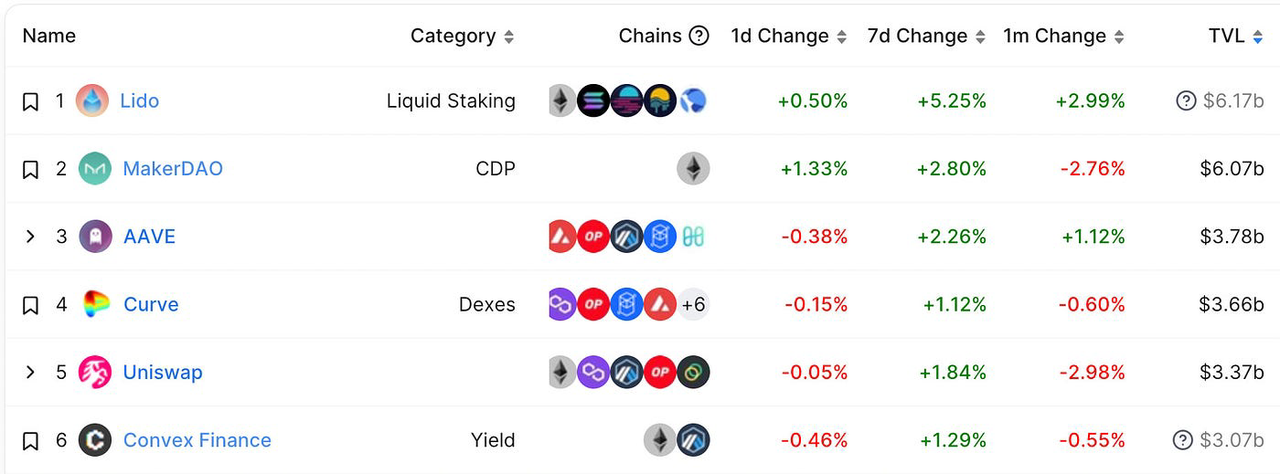 Name Category Chains ? 1d Change 7d Change 1m Change TVL
1 Lido Liquid Staking +0.50% +5.25% +2.99% ? $6.17b
2 MakerDAO CDP +1.33% +2.80% -2.76% $6.07b
3 AAVE OP -0.38% +2.26% +1.12% $3.78b
4 Curve Dexes OP +6 -0.15% +1.12% -0.60% $3.66b
5 Uniswap OP -0.05% +1.84% -2.98% $3.37b
6 Convex Finance Yield -0.46% +1.29% -0.55% ? $3.07b